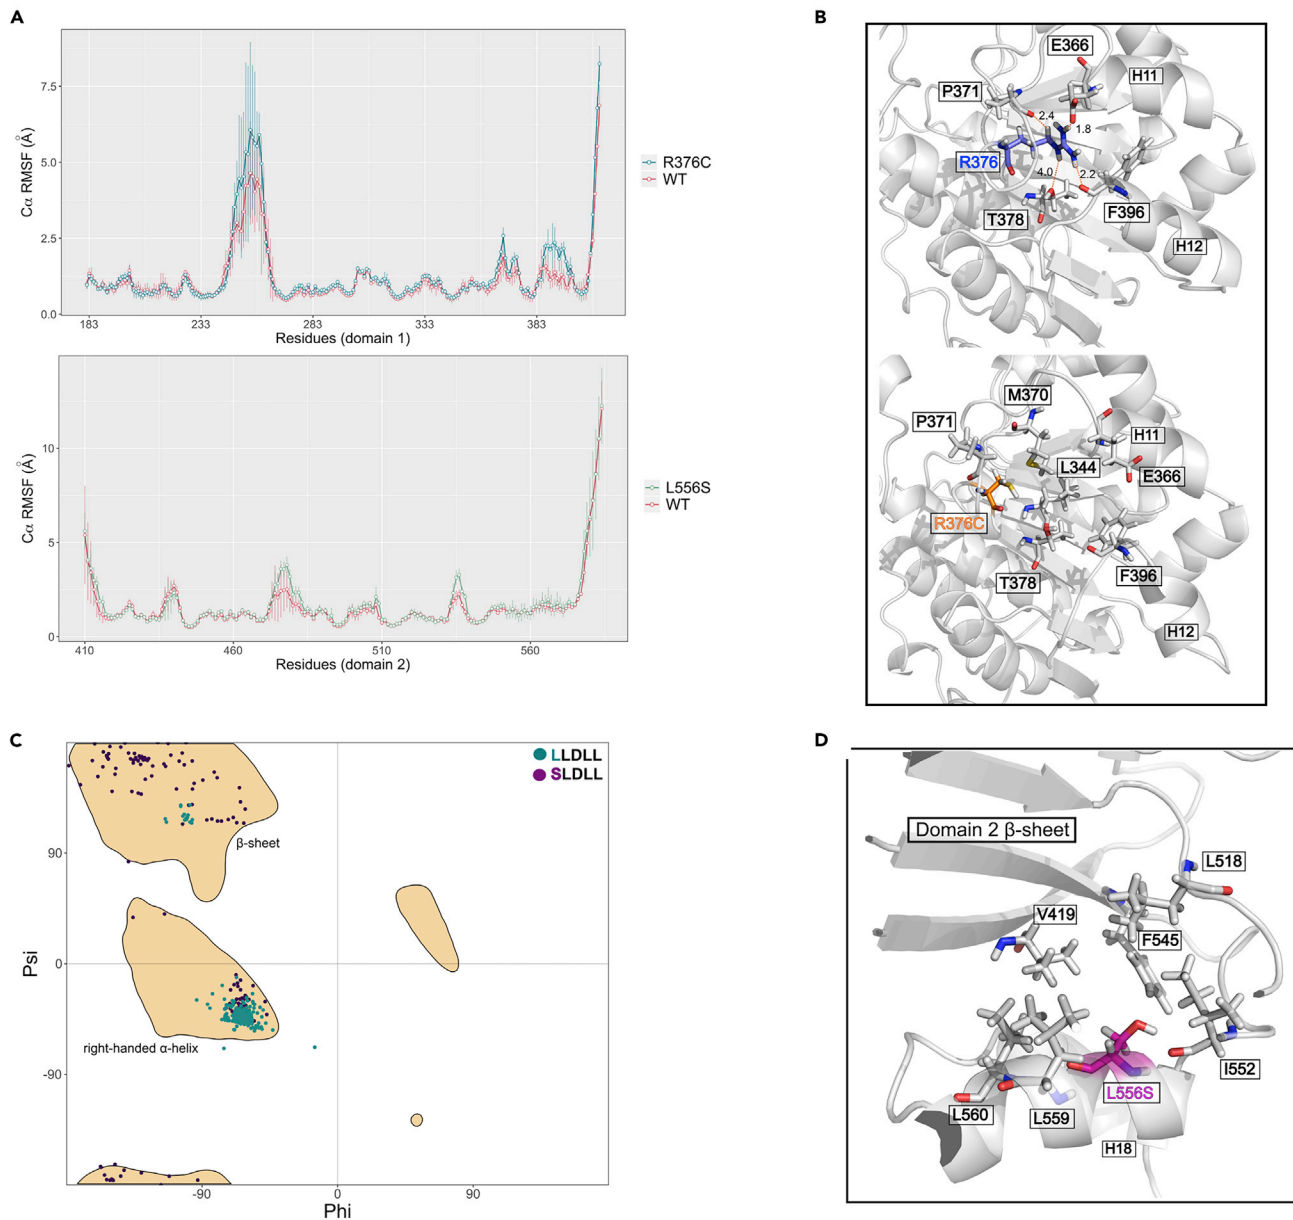 A
7.5
5.0
2.5
0.0
Cα RMSF (Å)
183
233
283
333
383
Residues (domain 1)
R376C
WT
10
5
0
Cα RMSF (Å)
410
460
510
560
Residues (domain 2)
L556S
WT
B
E366
H11
P371
2.4
1.8
R376
4.0
2.2
T378
F396
H12
M370
P371
H11
L344
E366
R376C
T378
F396
H12
C
LLDLL
SLDLL
β-sheet
right-handed α-helix
90
0
-90
Psi
-90
0
90
Phi
D
Domain 2 β-sheet
L518
V419
F545
I552
L556S
L560
L559
H18